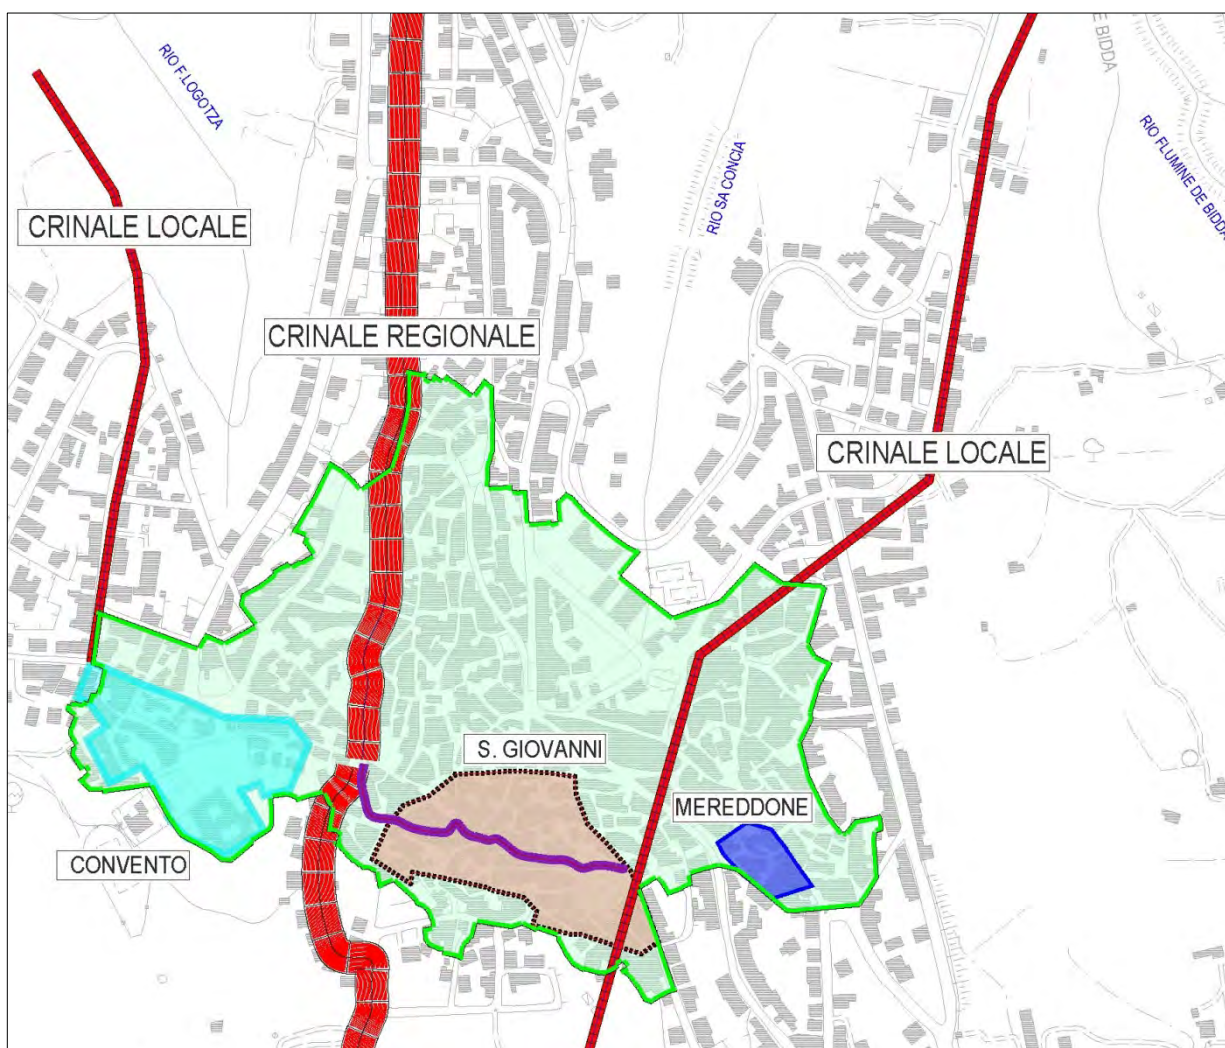 E BIDDA
RIO F.LOGOTZA
RIO SA CONCIA
RIO FLUMINE DE BIDDA
CRINALE LOCALE
CRINALE REGIONALE
CRINALE LOCALE
S. GIOVANNI
MEREDDONE
CONVENTO